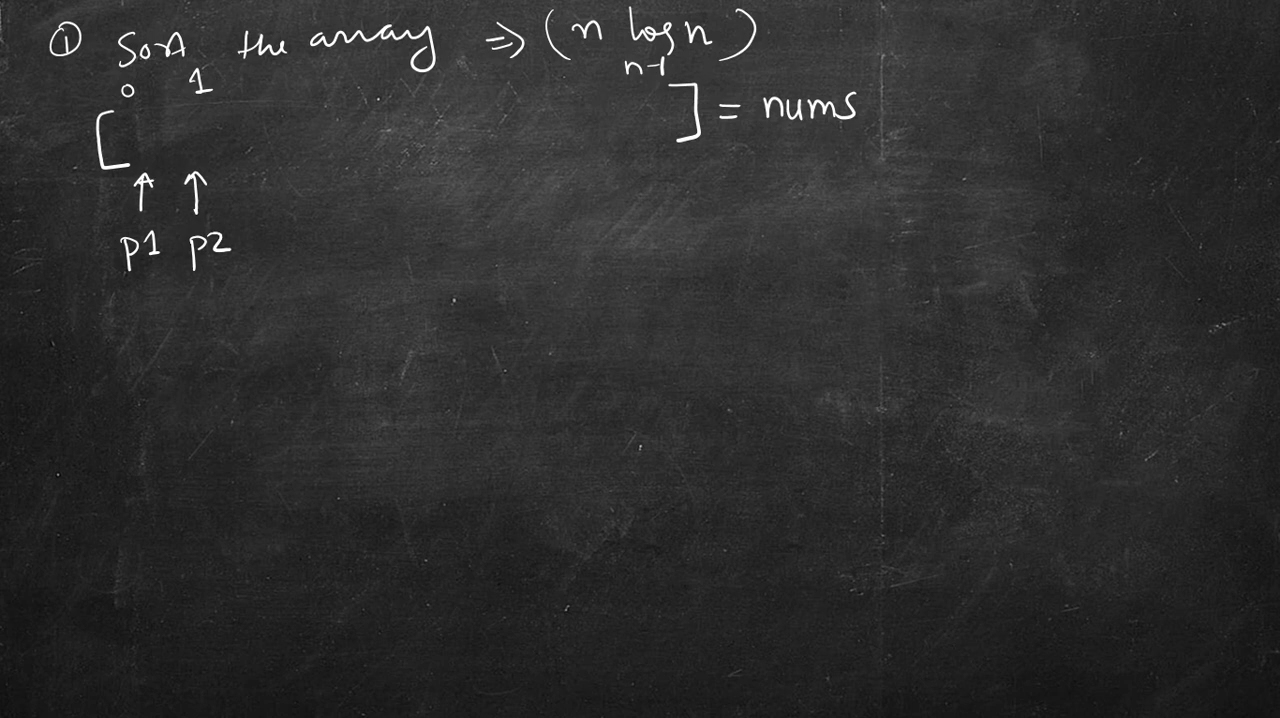 ① Sort the array => (n log n)
0 1 n-1
[ ] = nums
↑ ↑
p1 p2